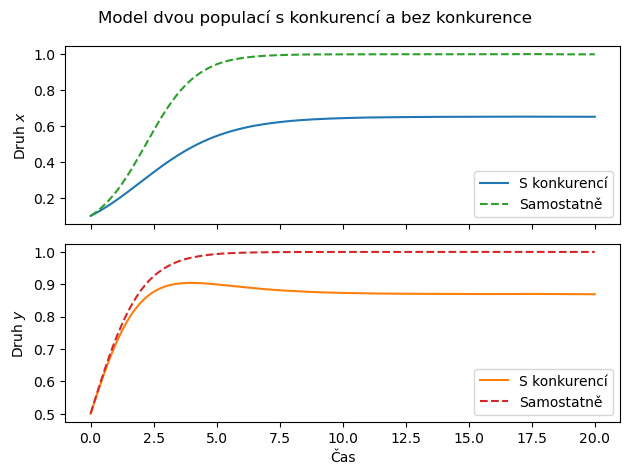 Model dvou populací s konkurencí a bez konkurence
1.0
0.8
0.6
0.4
0.2
Druh x
S konkurencí
Samostatně
1.0
0.9
0.8
0.7
0.6
0.5
Druh y
S konkurencí
Samostatně
0.0 2.5 5.0 7.5 10.0 12.5 15.0 17.5 20.0
Čas